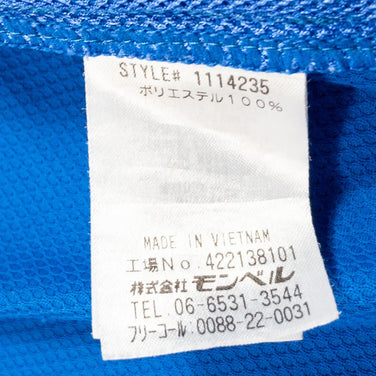 STYLE# 1114235
ポリエステル100%
MADE IN VIETNAM
工場No.422138101
株式会社モンベル
TEL. 06-6531-3544
フリーコール:0088-22-0031